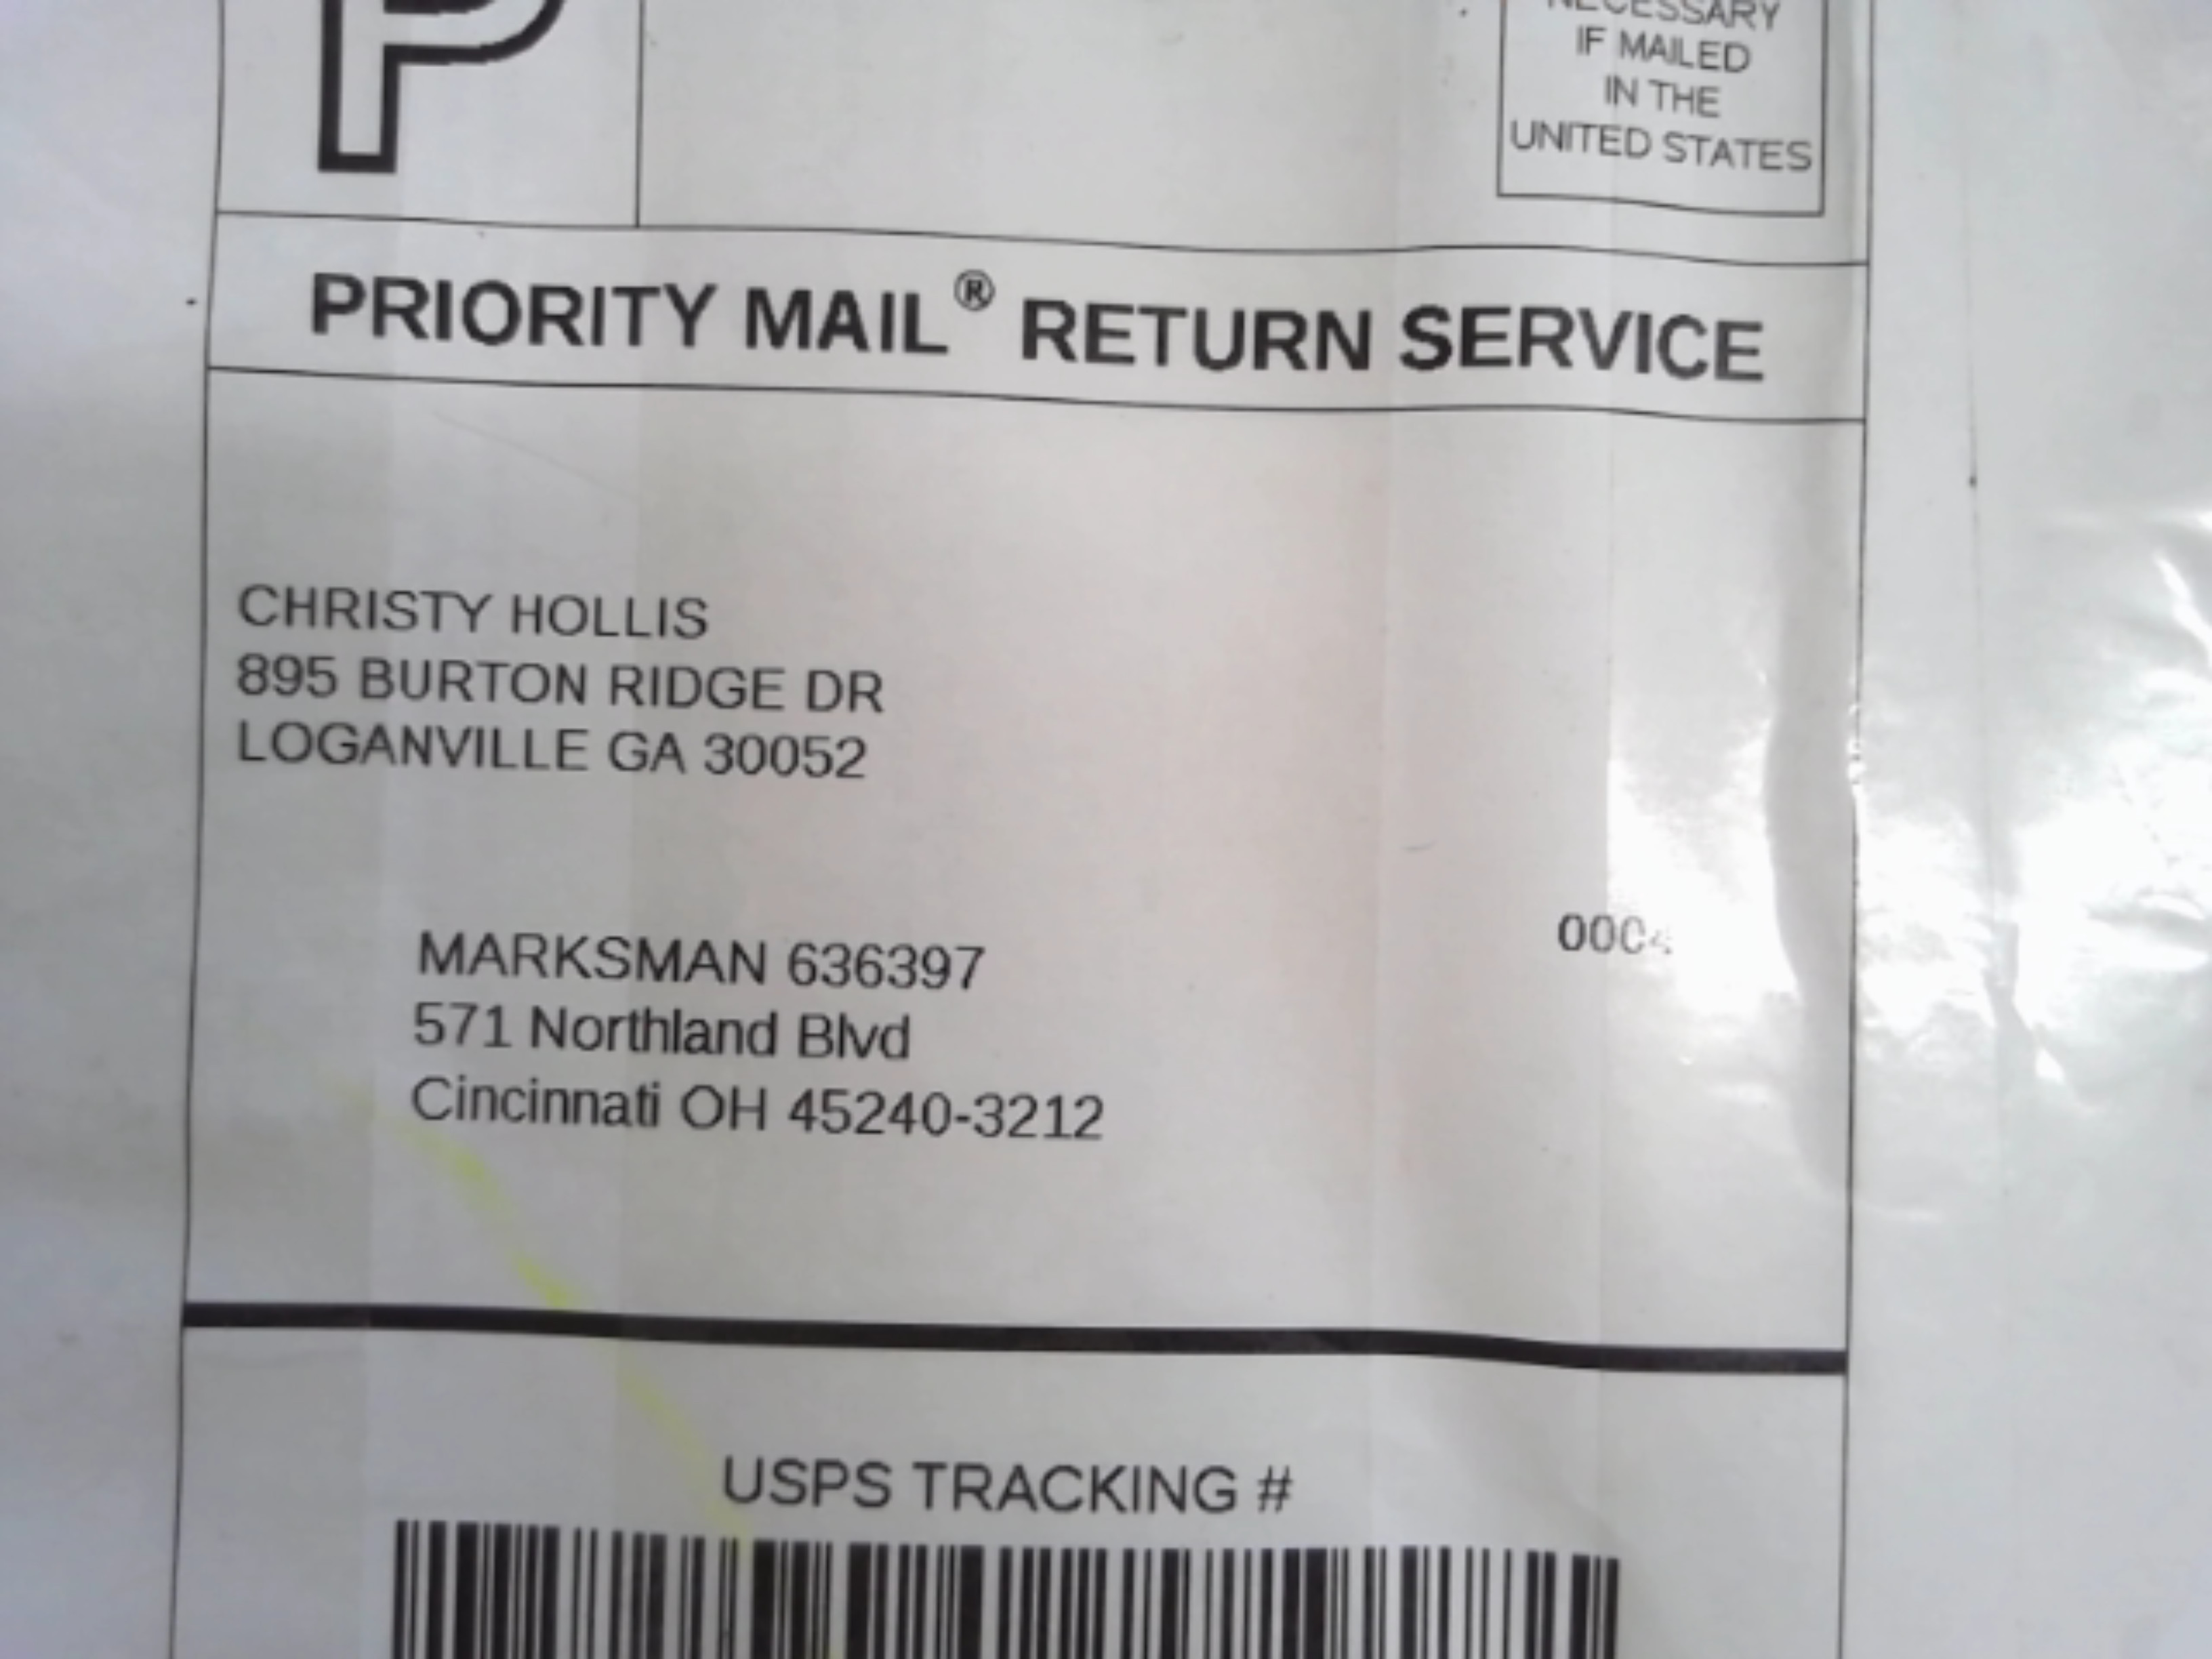 P
NECESSARY
IF MAILED
IN THE
UNITED STATES
PRIORITY MAIL® RETURN SERVICE
CHRISTY HOLLIS
895 BURTON RIDGE DR
LOGANVILLE GA 30052
0004
MARKSMAN 636397
571 Northland Blvd
Cincinnati OH 45240-3212
USPS TRACKING #